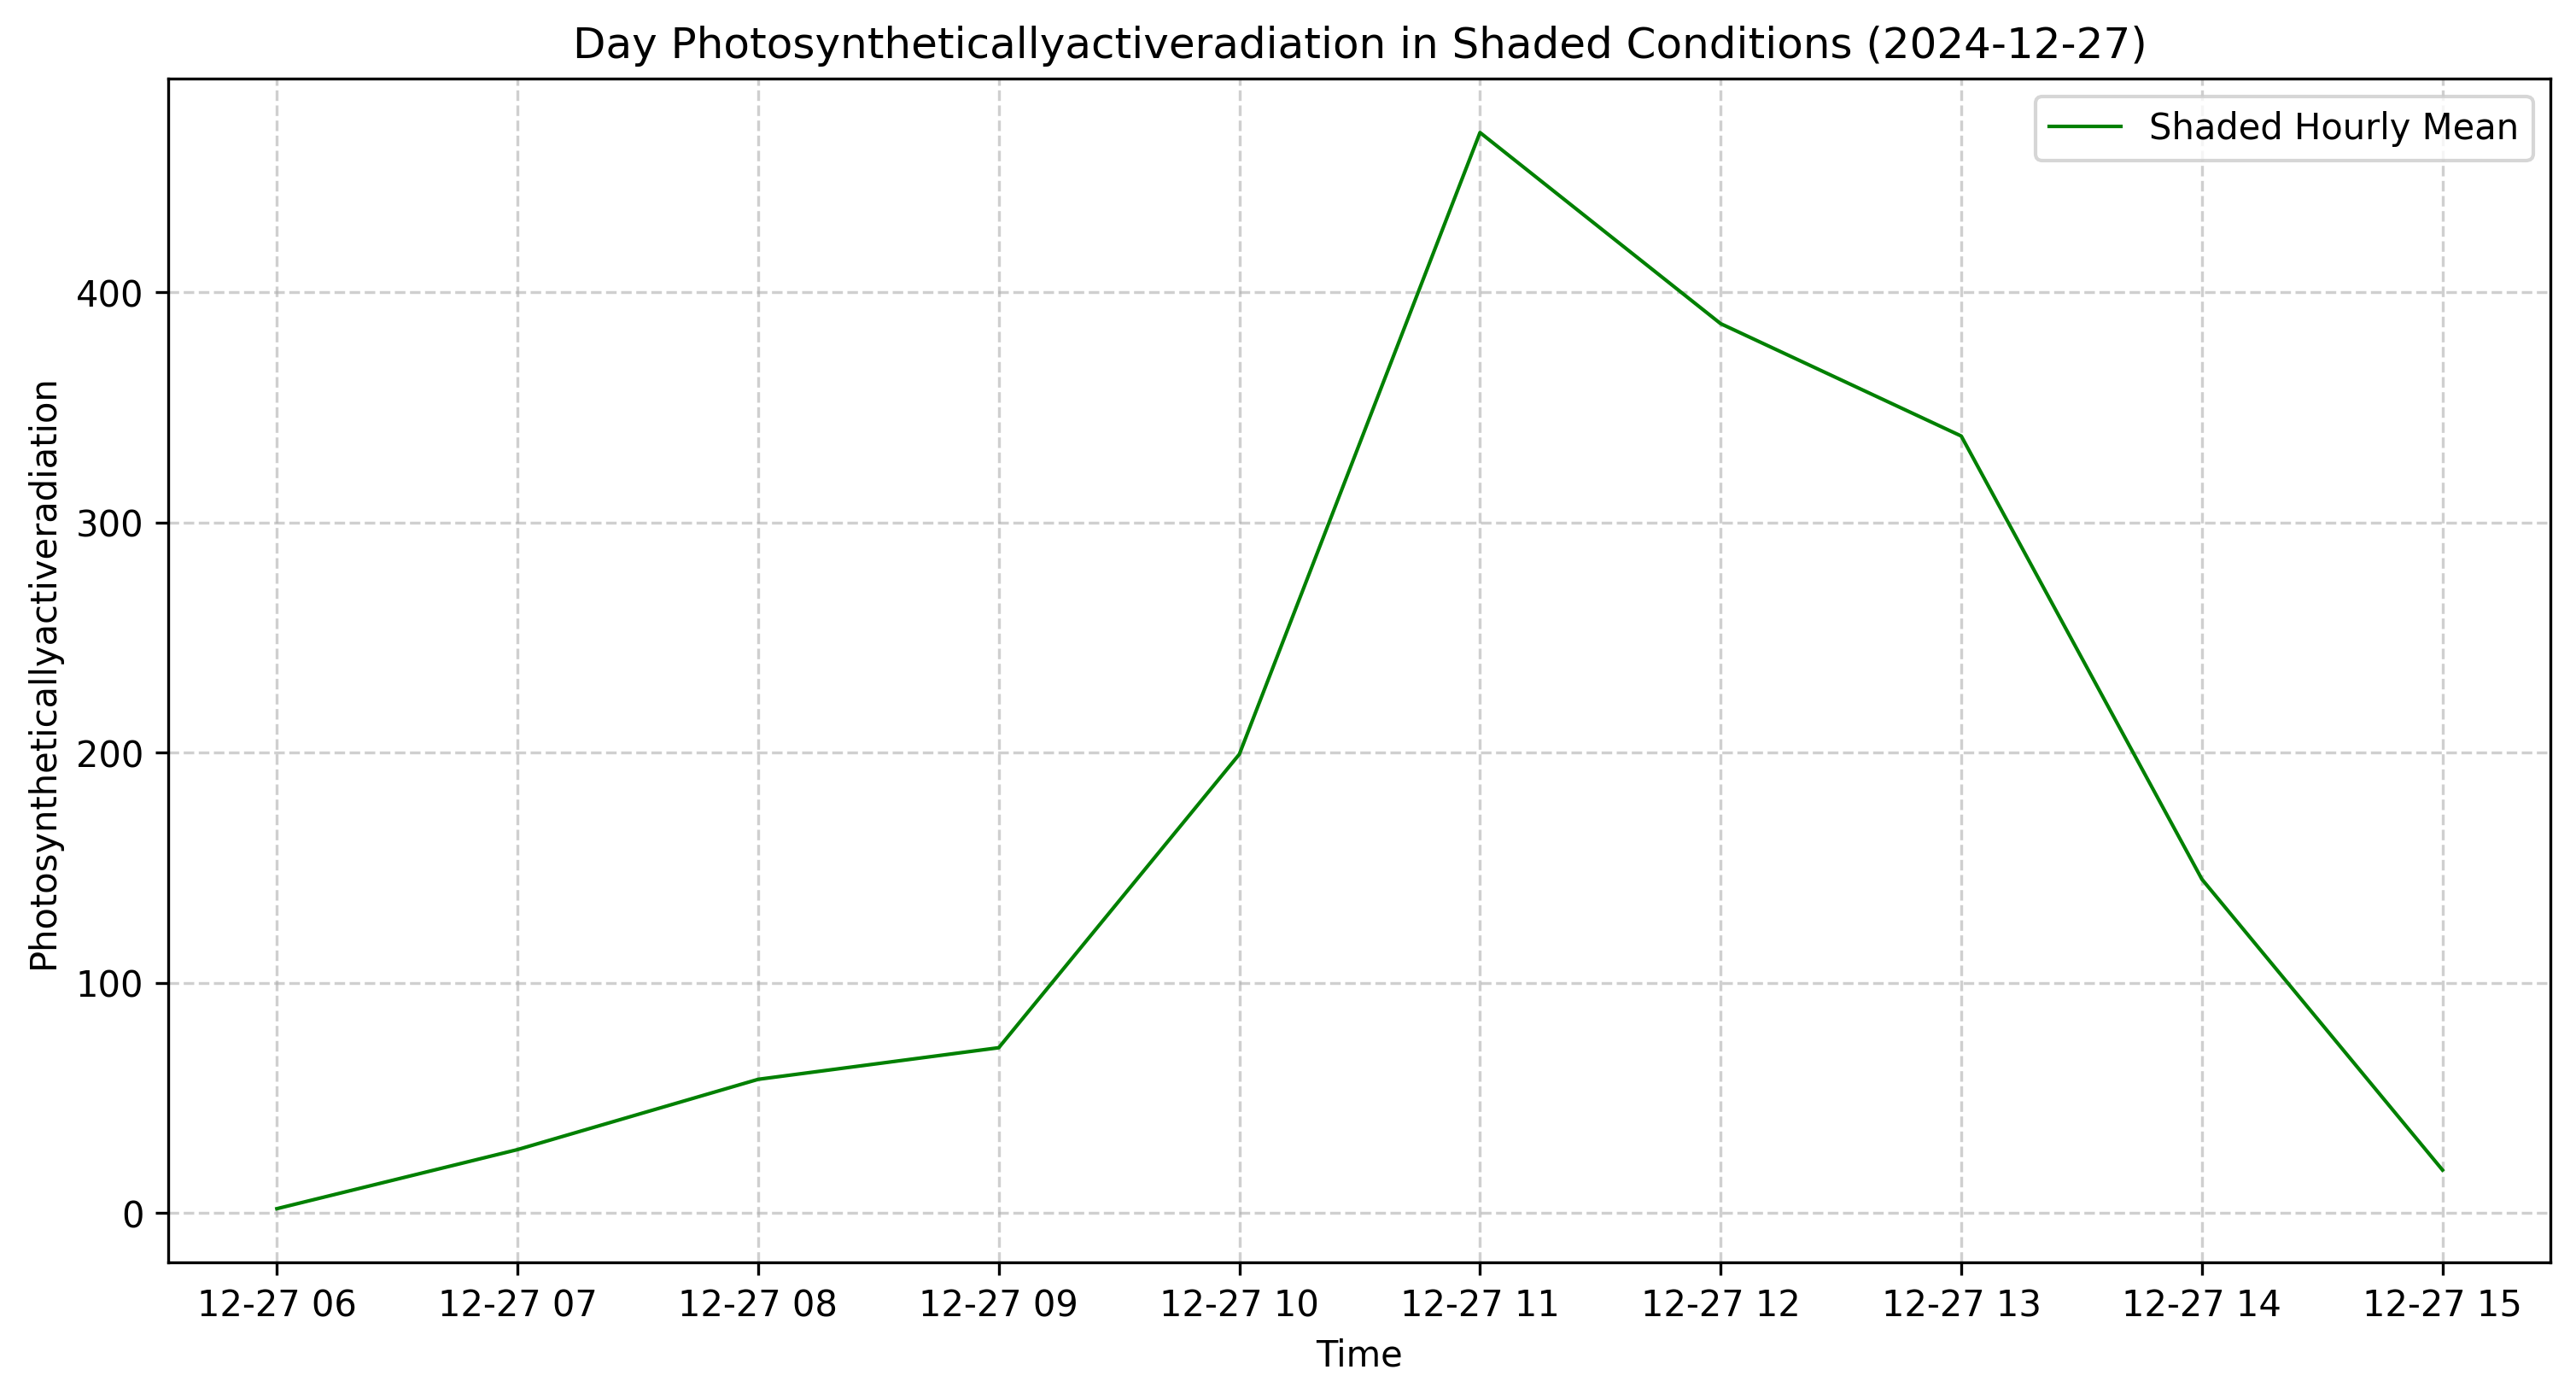 Day Photosyntheticallyactiveradiation in Shaded Conditions (2024-12-27)
Shaded Hourly Mean
Photosyntheticallyactiveradiation
400
300
200
100
0
12-27 06 12-27 07 12-27 08 12-27 09 12-27 10 12-27 11 12-27 12 12-27 13 12-27 14 12-27 15
Time